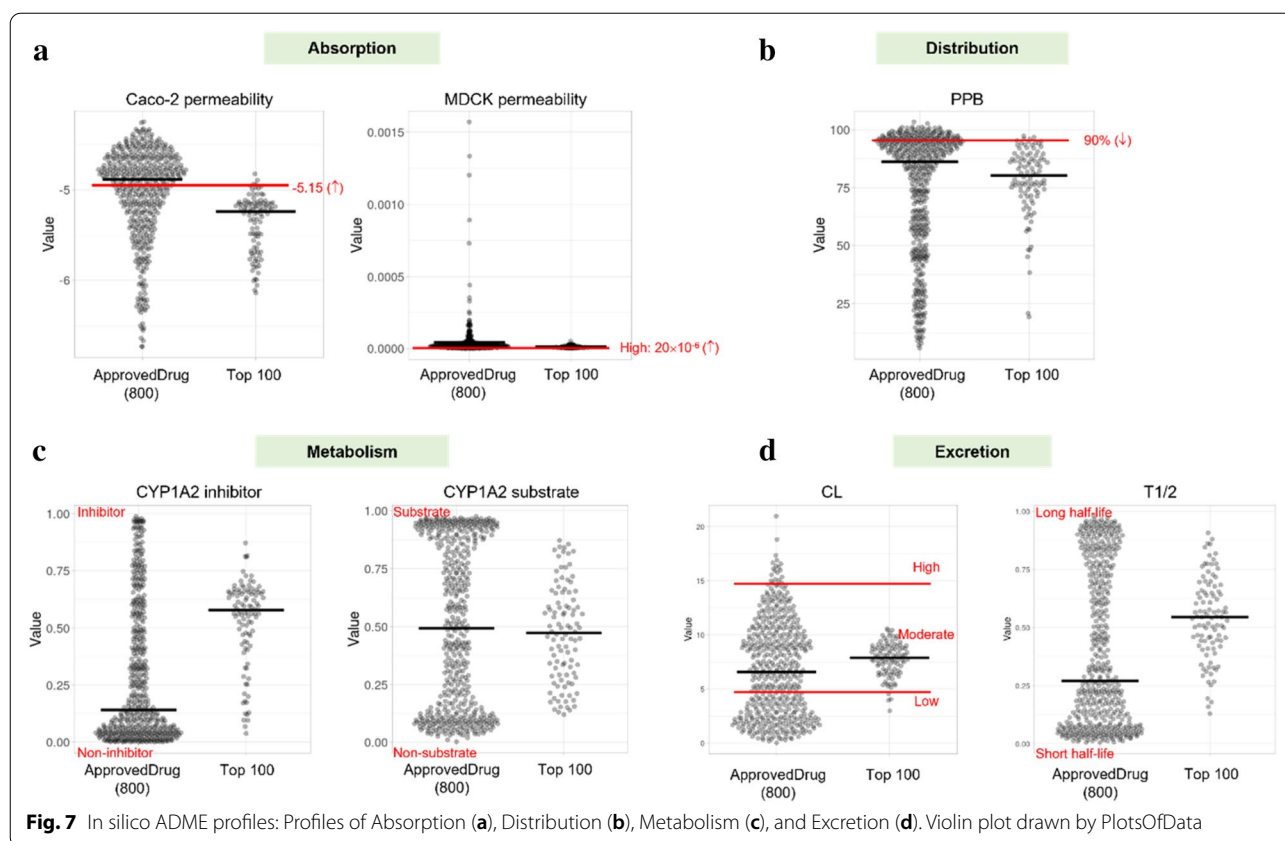 a
Absorption
Caco-2 permeability
Value
-5
-6
-5.15 (↑)
ApprovedDrug
(800)
Top 100
MDCK permeability
Value
0.0015
0.0010
0.0005
0.0000
High: 20×10⁻⁶ (↑)
ApprovedDrug
(800)
Top 100
b
Distribution
PPB
Value
100
75
50
25
90% (↓)
ApprovedDrug
(800)
Top 100
c
Metabolism
CYP1A2 inhibitor
Value
1.00
0.75
0.50
0.25
0.00
Inhibitor
Non-inhibitor
ApprovedDrug
(800)
Top 100
CYP1A2 substrate
Value
1.00
0.75
0.50
0.25
0.00
Substrate
Non-substrate
ApprovedDrug
(800)
Top 100
d
Excretion
CL
Value
20
15
10
5
0
High
Moderate
Low
ApprovedDrug
(800)
Top 100
T1/2
Value
1.00
0.75
0.50
0.25
0.00
Long half-life
Short half-life
ApprovedDrug
(800)
Top 100
Fig. 7 In silico ADME profiles: Profiles of Absorption (a), Distribution (b), Metabolism (c), and Excretion (d). Violin plot drawn by PlotsOfData